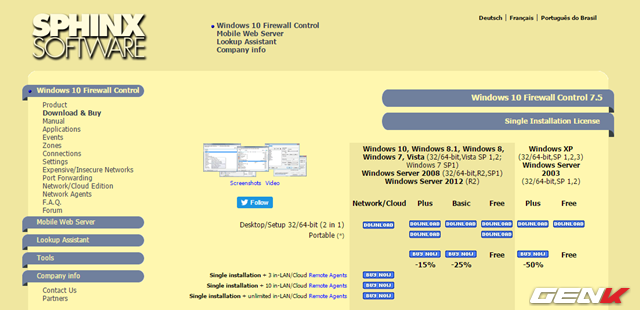 SPHINX
SOFTWARE
Windows 10 Firewall Control
Mobile Web Server
Lookup Assistant
Company info
Deutsch | Français | Português do Brasil
Windows 10 Firewall Control
Product
Download & Buy
Manual
Applications
Events
Zones
Connections
Settings
Expensive/Insecure Networks
Port Forwarding
Network/Cloud Edition
Network Agents
F.A.Q.
Forum
Mobile Web Server
Lookup Assistant
Tools
Company info
Contact Us
Partners
Windows 10 Firewall Control 7.5
Single Installation License
Screenshots Video
Follow
Windows 10, Windows 8.1, Windows 8,
Windows 7, Vista (32/64-bit,Vista SP 1,2;
Windows 7 SP1)
Windows Server 2008 (32/64-bit,R2,SP1)
Windows Server 2012 (R2)
Windows XP
(32/64-bit,SP 1,2,3)
Windows Server
2003
(32/64-bit,SP 1,2)
Network/Cloud Plus Basic Free Plus Free
Desktop/Setup 32/64-bit (2 in 1) DOWNLOAD DOWNLOAD DOWNLOAD DOWNLOAD DOWNLOAD DOWNLOAD
Portable (*) DOWNLOAD DOWNLOAD
BUY NOW! BUY NOW! Free BUY NOW! Free
-15% -25% -50%
Single installation + 3 in-LAN/Cloud Remote Agents BUY NOW!
Single installation + 10 in-LAN/Cloud Remote Agents BUY NOW!
Single installation + unlimited in-LAN/Cloud Remote Agents BUY NOW!
GENK